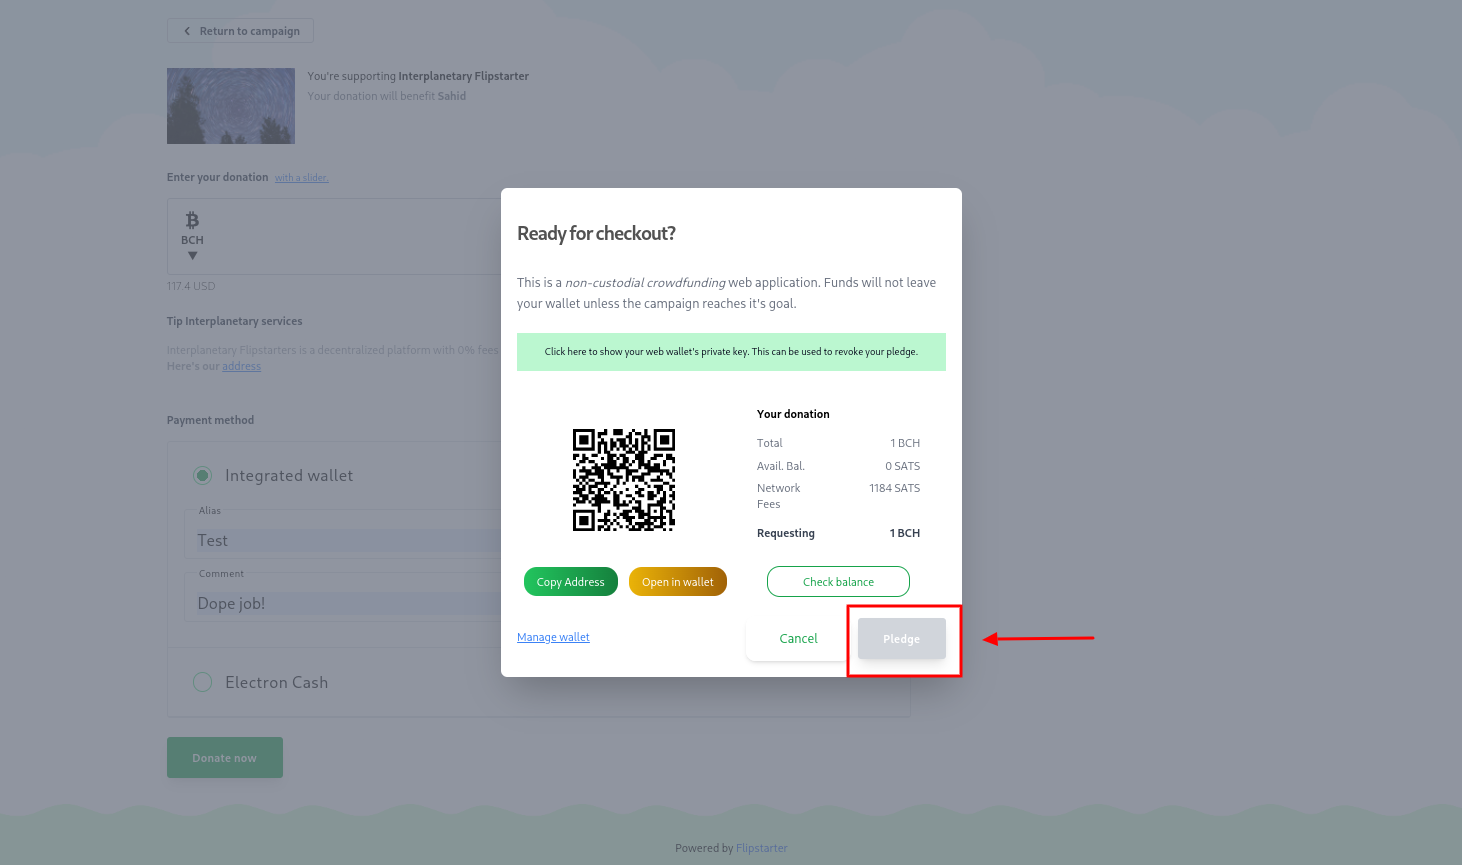 Return to campaign
You're supporting Interplanetary Flipstarter
Your donation will benefit Sahid
Enter your donation with a slider.
BCH
117.4 USD
Tip Interplanetary services
Interplanetary Flipstarters is a decentralized platform with 0% fees
Here's our address
Payment method
Integrated wallet
Alias
Test
Comment
Dope job!
Electron Cash
Donate now
Ready for checkout?
This is a non-custodial crowdfunding web application. Funds will not leave
your wallet unless the campaign reaches it's goal.
Click here to show your web wallet's private key. This can be used to revoke your pledge.
Your donation
Total 1 BCH
Avail. Bal. 0 SATS
Network 1184 SATS
Fees
Requesting 1 BCH
Copy Address
Open in wallet
Check balance
Manage wallet
Cancel
Pledge
Powered by Flipstarter